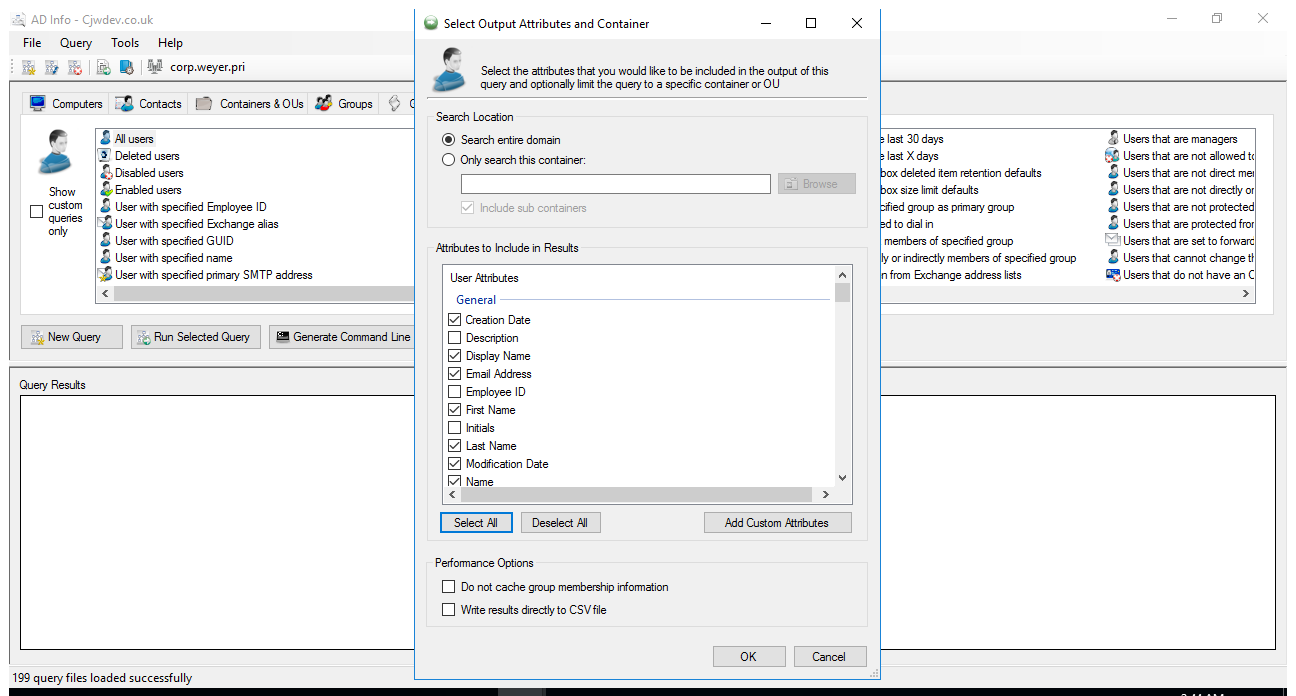 AD Info - Cjwdev.co.uk
File Query Tools Help
corp.weyer.pri
Computers Contacts Containers & OUs Groups
Show custom queries only
All users
Deleted users
Disabled users
Enabled users
User with specified Employee ID
User with specified Exchange alias
User with specified GUID
User with specified name
User with specified primary SMTP address
New Query Run Selected Query Generate Command Line
Select Output Attributes and Container
Select the attributes that you would like to be included in the output of this
query and optionally limit the query to a specific container or OU
Search Location
Search entire domain
Only search this container:
Browse
Include sub containers
Attributes to Include in Results
User Attributes
General
Creation Date
Description
Display Name
Email Address
Employee ID
First Name
Initials
Last Name
Modification Date
Name
Select All Deselect All Add Custom Attributes
Performance Options
Do not cache group membership information
Write results directly to CSV file
OK Cancel
e last 30 days
e last X days
box deleted item retention defaults
box size limit defaults
cified group as primary group
ed to dial in
members of specified group
ly or indirectly members of specified group
n from Exchange address lists
Users that are managers
Users that are not allowed to
Users that are not direct mem
Users that are not directly or
Users that are not protected
Users that are protected from
Users that are set to forward
Users that cannot change th
Users that do not have an
Query Results
199 query files loaded successfully